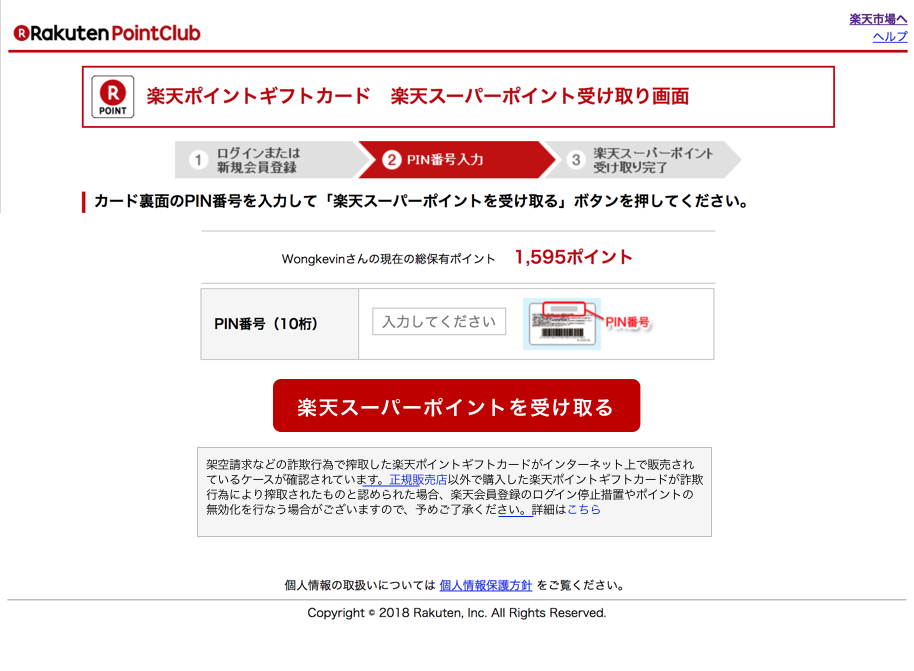 Rakuten PointClub
楽天市場へ
ヘルプ
R
POINT
楽天ポイントギフトカード 楽天スーパーポイント受け取り画面
1 ログインまたは
新規会員登録
2 PIN番号入力
3 楽天スーパーポイント
受け取り完了
カード裏面のPIN番号を入力して「楽天スーパーポイントを受け取る」ボタンを押してください。
Wongkevinさんの現在の総保有ポイント 1,595ポイント
PIN番号（10桁）
入力してください
PIN番号
楽天スーパーポイントを受け取る
架空請求などの詐欺行為で搾取した楽天ポイントギフトカードがインターネット上で販売され
ているケースが確認されています。正規販売店以外で購入した楽天ポイントギフトカードが詐欺
行為により搾取されたものと認められた場合、楽天会員登録のログイン停止措置やポイントの
無効化を行なう場合がございますので、予めご了承ください。詳細はこちら
個人情報の取扱いについては 個人情報保護方針 をご覧ください。
Copyright © 2018 Rakuten, Inc. All Rights Reserved.